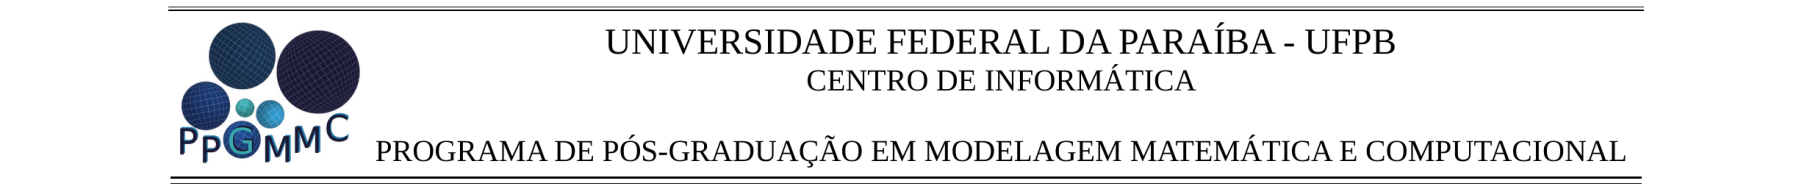 UNIVERSIDADE FEDERAL DA PARAÍBA - UFPB
CENTRO DE INFORMÁTICA
PPGMMC
PROGRAMA DE PÓS-GRADUAÇÃO EM MODELAGEM MATEMÁTICA E COMPUTACIONAL